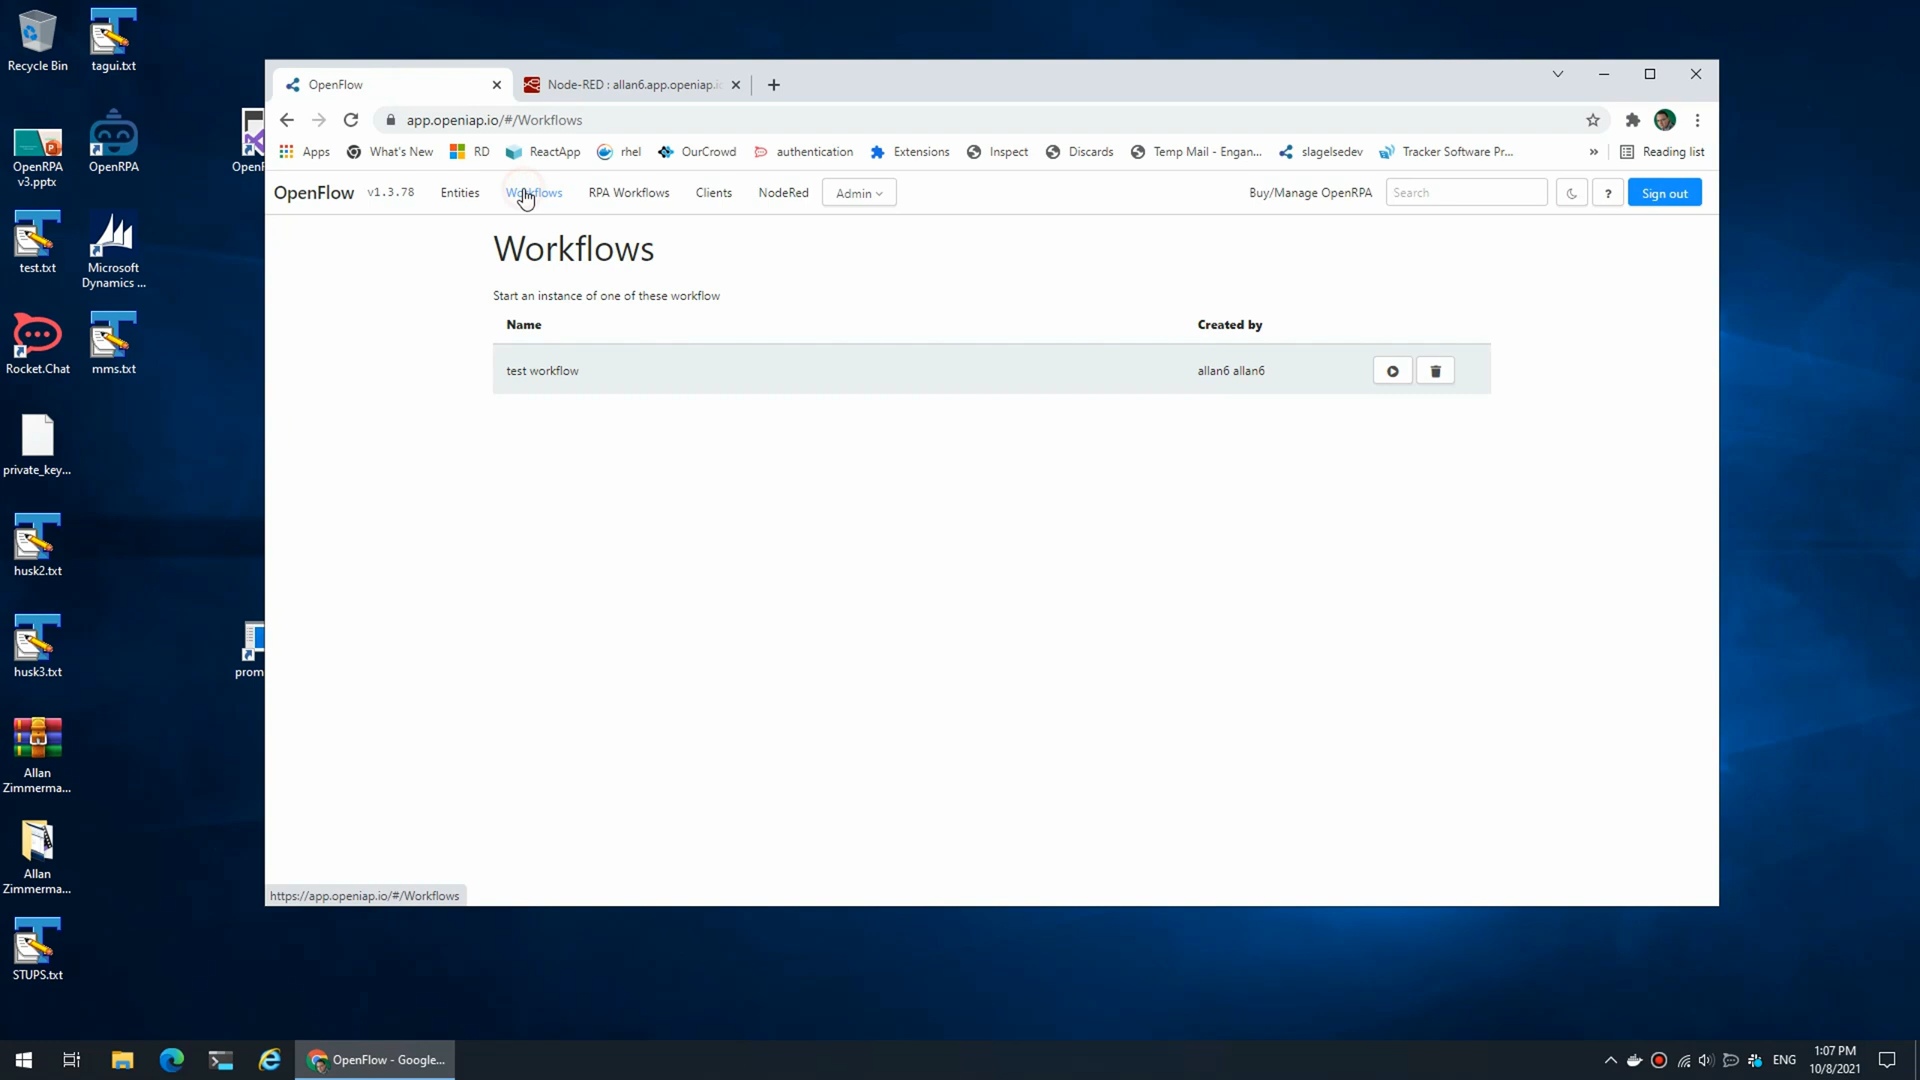 Recycle Bin
tagui.txt
OpenRPA v3.pptx
OpenRPA
OpenF
test.txt
Microsoft Dynamics ...
Rocket.Chat
mms.txt
private_key...
husk2.txt
husk3.txt
prom
Allan Zimmerma...
Allan Zimmerma...
STUPS.txt
OpenFlow
Node-RED : allan6.app.openiap.io
app.openiap.io/#/Workflows
Apps What's New RD ReactApp rhel OurCrowd authentication Extensions Inspect Discards Temp Mail - Engan... slagelsedev Tracker Software Pr... » Reading list
OpenFlow v1.3.78 Entities Workflows RPA Workflows Clients NodeRed Admin Buy/Manage OpenRPA Search ? Sign out
Workflows
Start an instance of one of these workflow
Name Created by
test workflow allan6 allan6
https://app.openiap.io/#/Workflows
OpenFlow - Google...
ENG
1:07 PM
10/8/2021